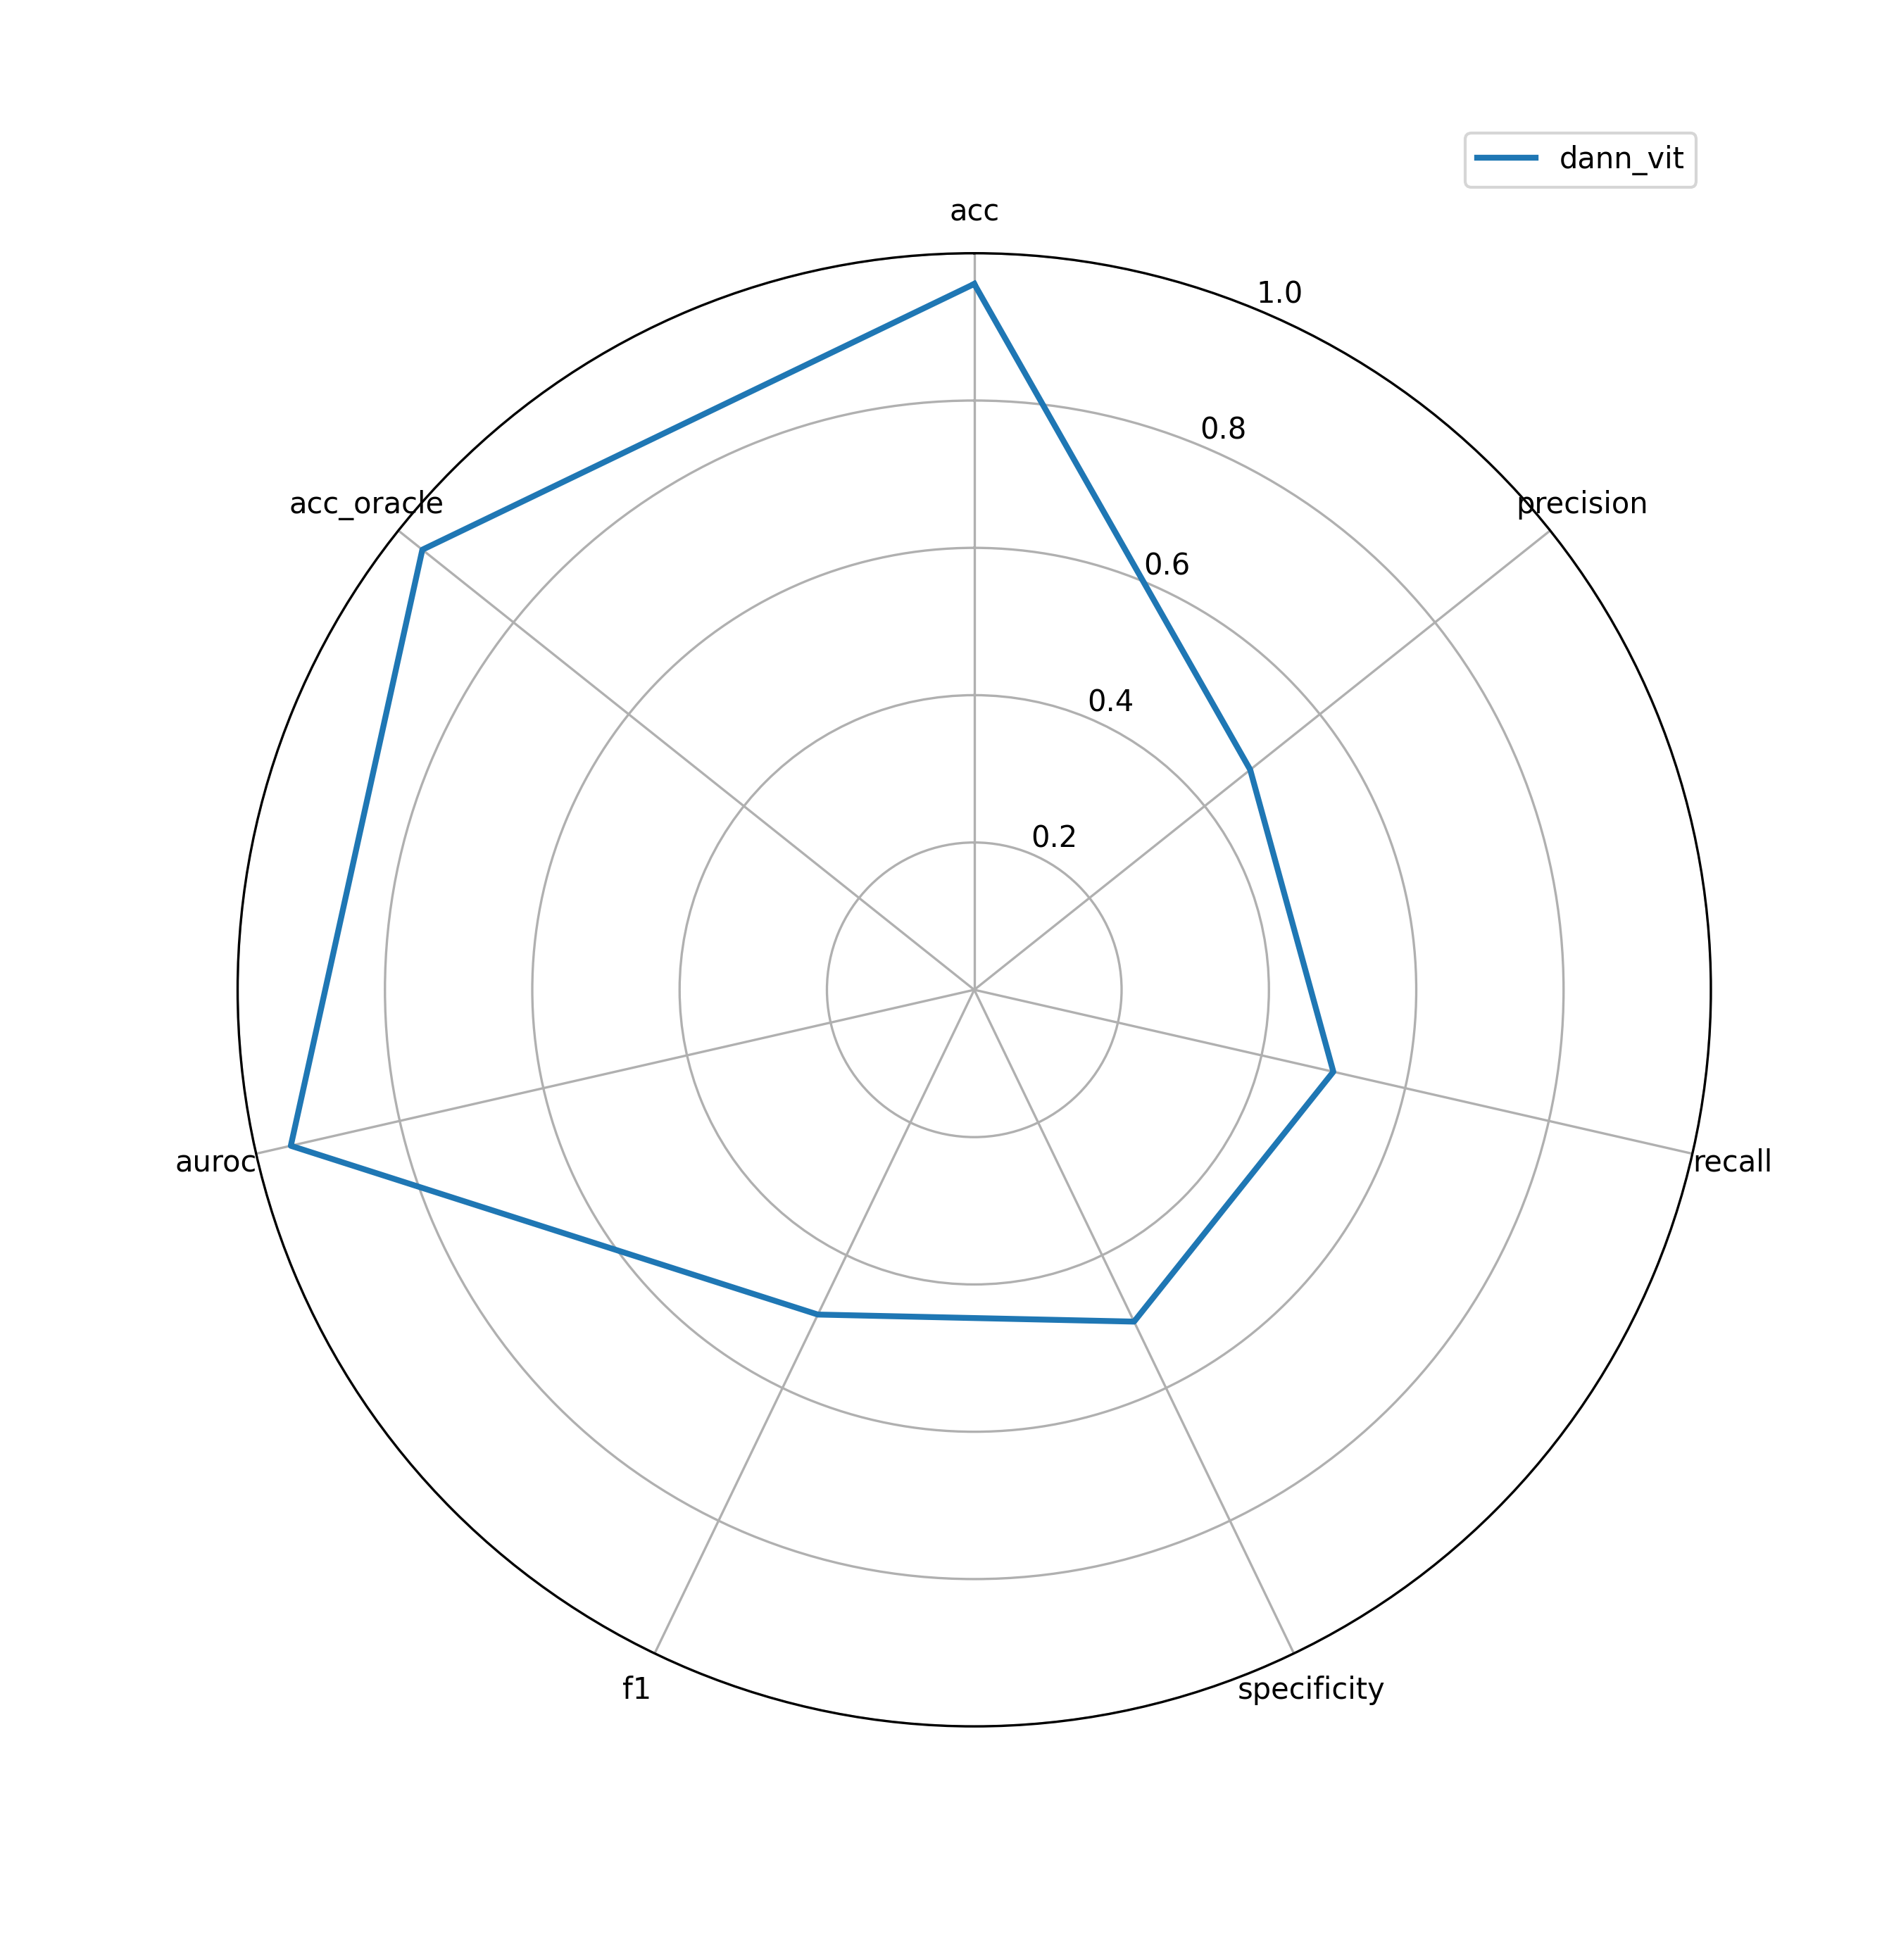 dann_vit
acc
1.0
0.8
acc_oracle
precision
0.6
0.4
0.2
auroc
recall
f1
specificity